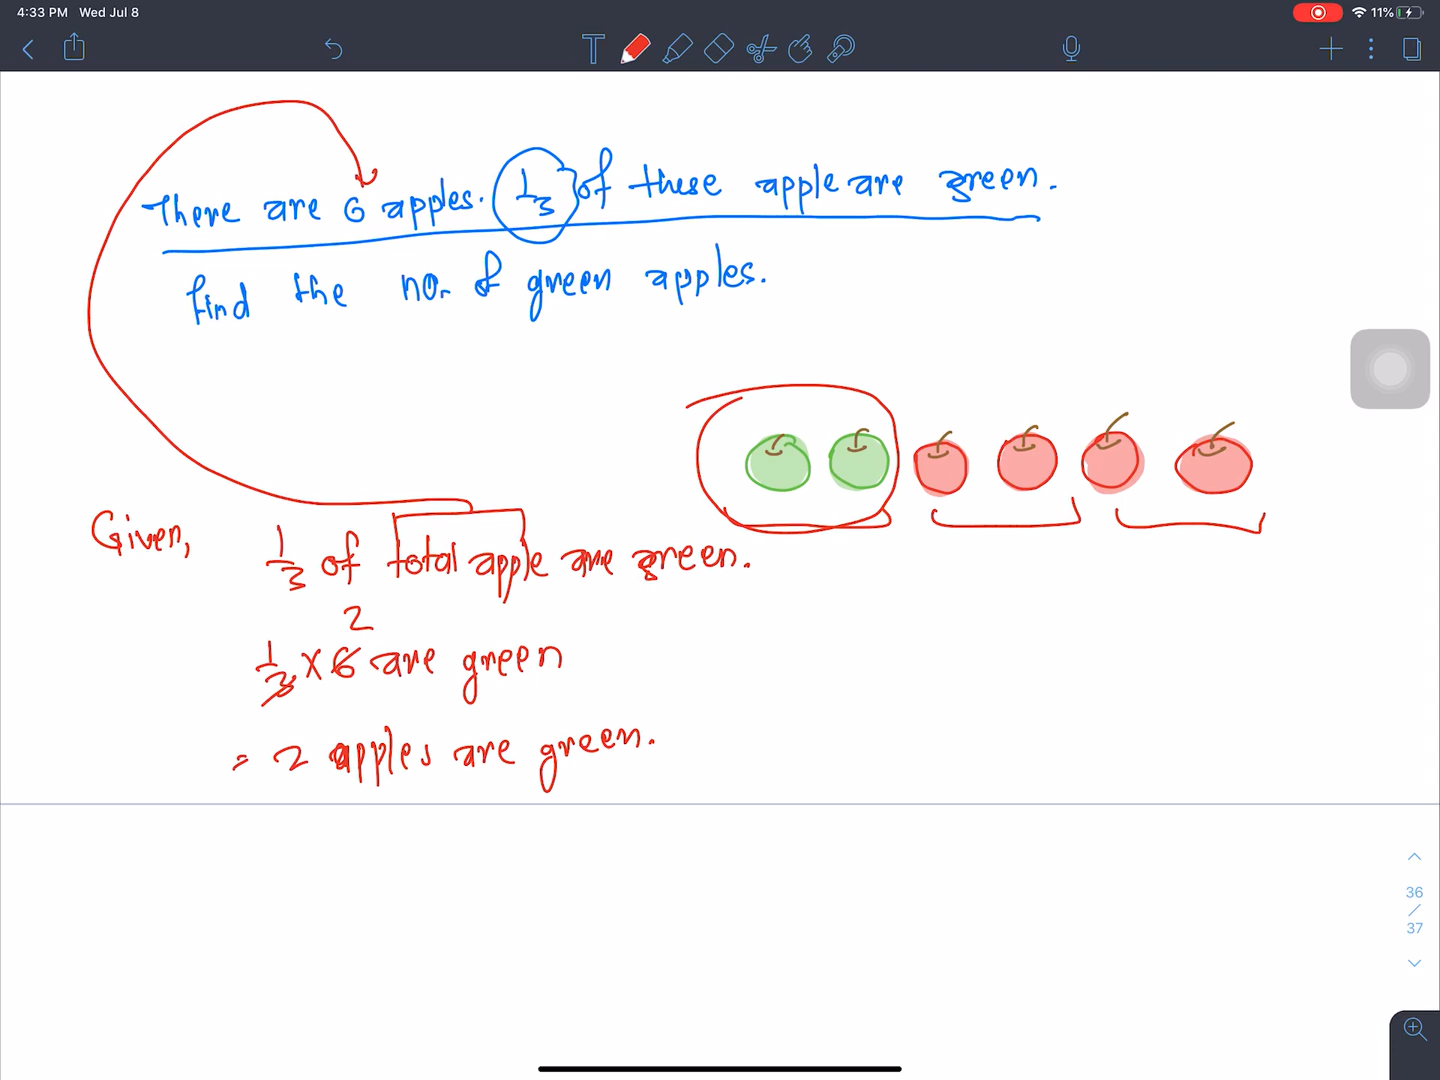 4:33 PM Wed Jul 8
11%
There are 6 apples. 1/3 of these apple are green.
find the no. of green apples.
Given,
1/3 of total apple are green.
2
1/3 × 6 are green
= 2 apples are green.
36
/
37